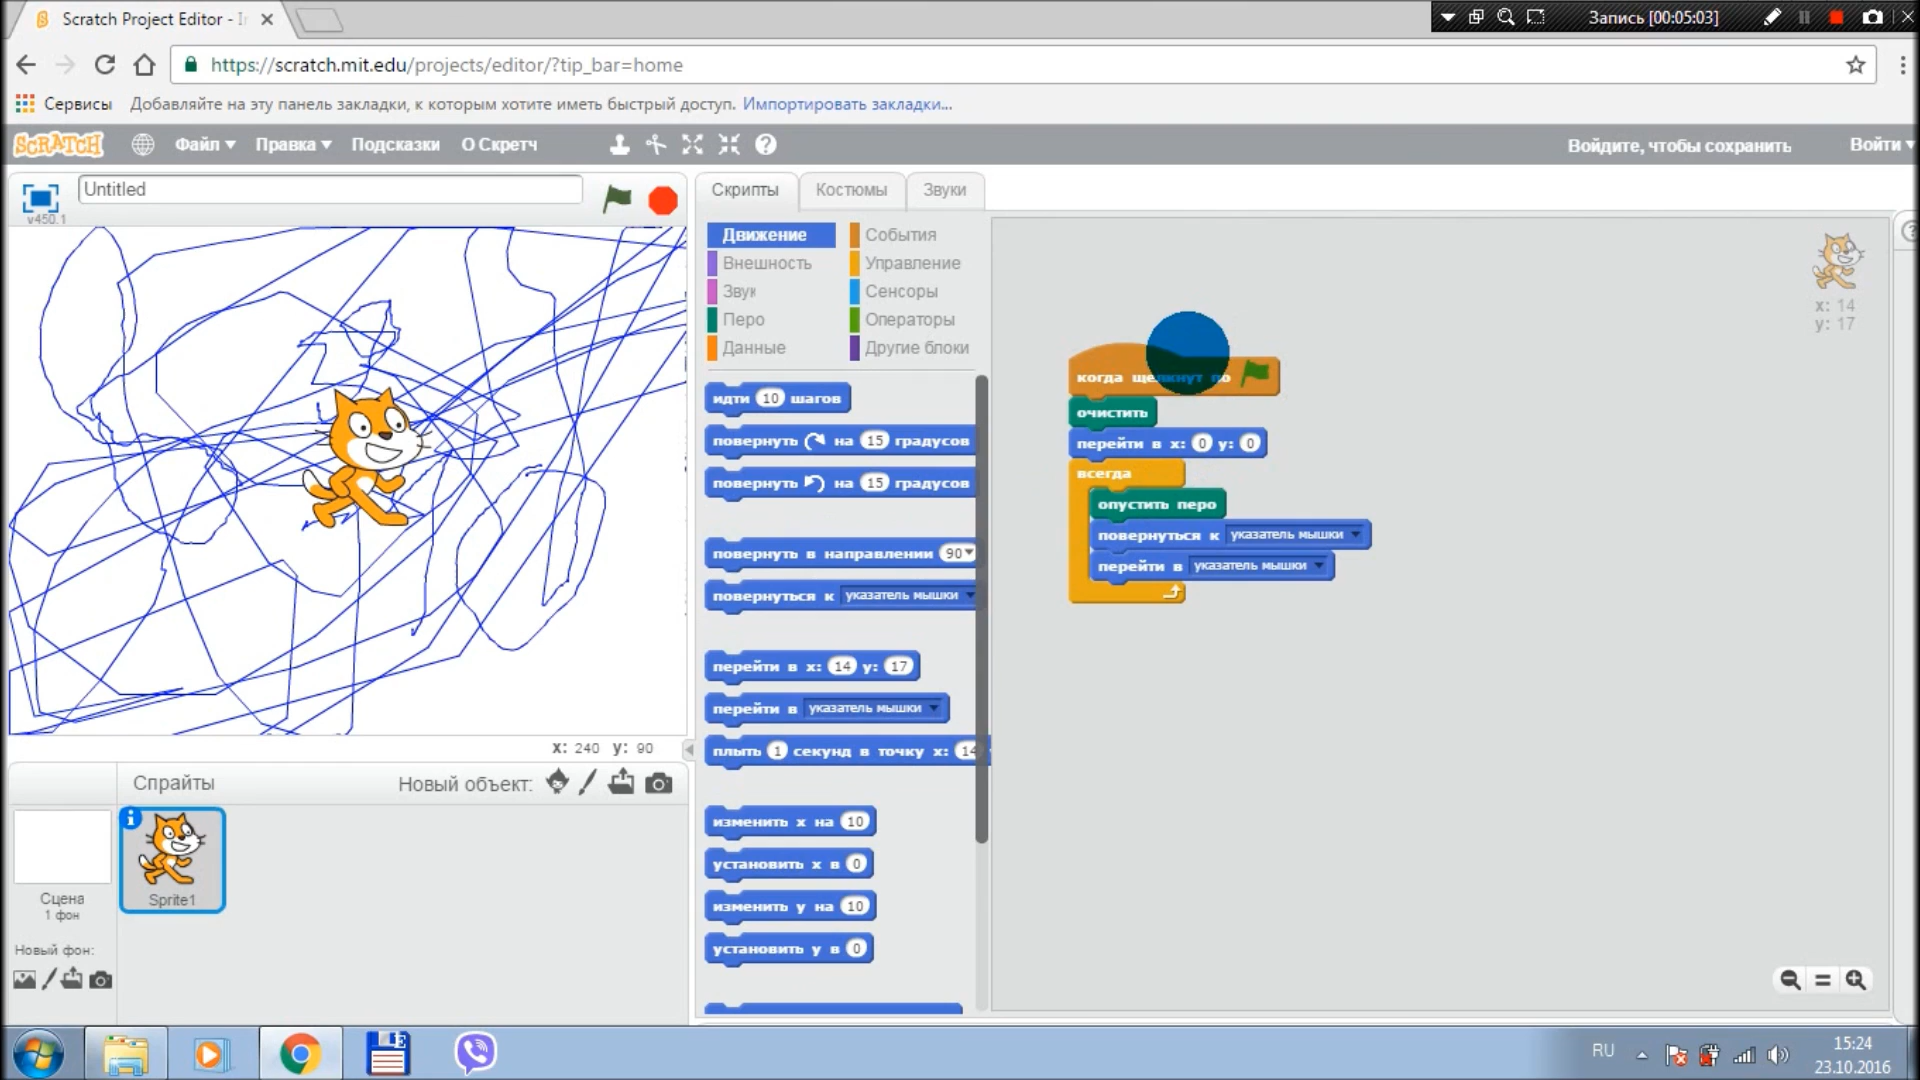 Scratch Project Editor - I
Запись [00:05:03]
https://scratch.mit.edu/projects/editor/?tip_bar=home
Сервисы
Добавляйте на эту панель закладки, к которым хотите иметь быстрый доступ. Импортировать закладки...
SCRATCH
Файл
Правка
Подсказки
О Скретч
Войдите, чтобы сохранить
Войти
v450.1
Untitled
Скрипты
Костюмы
Звуки
Движение
События
Внешность
Управление
Звук
Сенсоры
Перо
Операторы
Данные
Другие блоки
идти 10 шагов
повернуть на 15 градусов
повернуть на 15 градусов
повернуть в направлении 90
повернуться к указатель мышки
перейти в x: 14 y: 17
перейти в указатель мышки
плыть 1 секунд в точку x: 14
изменить x на 10
установить x в 0
изменить y на 10
установить y в 0
когда щелкнут по
очистить
перейти в x: 0 y: 0
всегда
опустить перо
повернуться к указатель мышки
перейти в указатель мышки
x: 14
y: 17
x: 240 y: 90
Спрайты
Новый объект:
Sprite1
Сцена
1 фон
Новый фон:
RU
15:24
23.10.2016